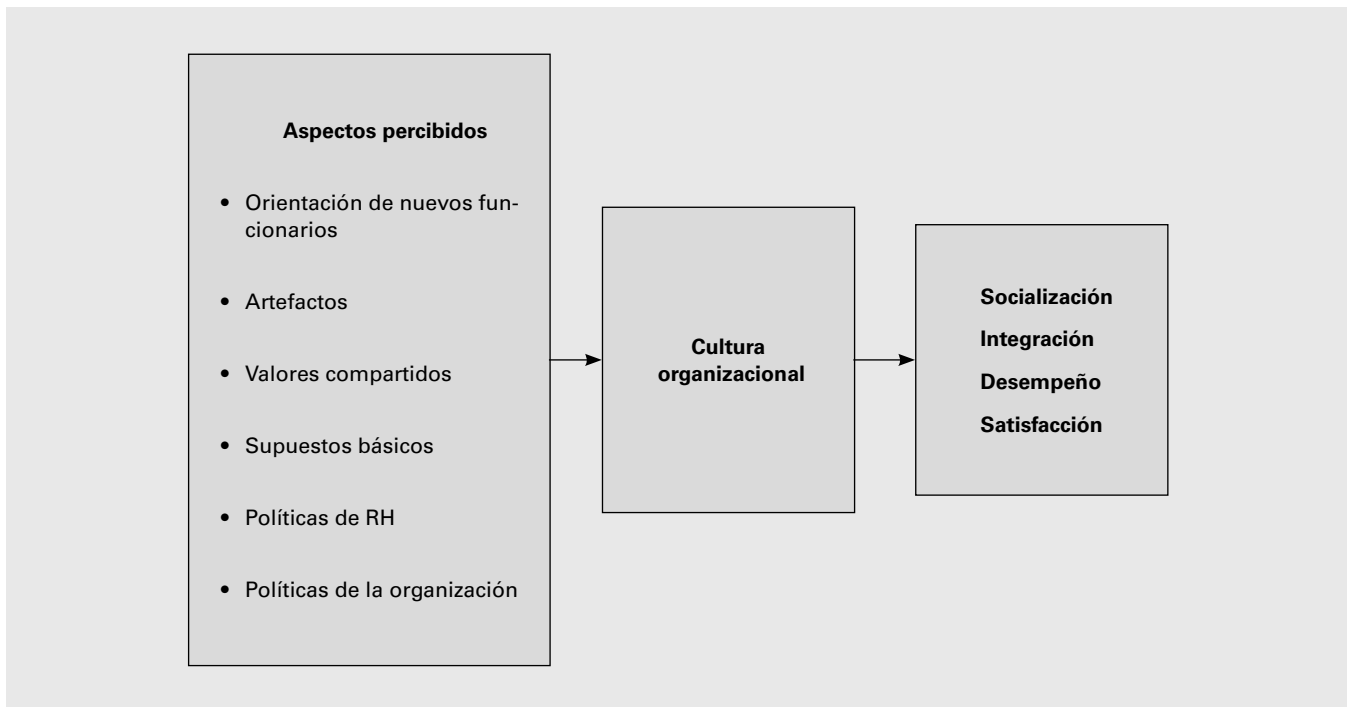 Aspectos percibidos
• Orientación de nuevos fun-
cionarios
• Artefactos
• Valores compartidos
• Supuestos básicos
• Políticas de RH
• Políticas de la organización
Cultura
organizacional
Socialización
Integración
Desempeño
Satisfacción